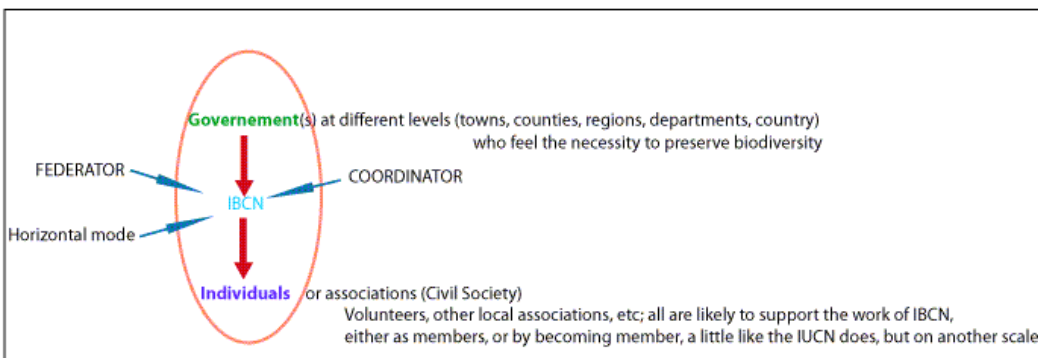 Governement(s) at different levels (towns, counties, regions, departments, country)
who feel the necessity to preserve biodiversity
FEDERATOR
COORDINATOR
IBCN
Horizontal mode
Individuals or associations (Civil Society)
Volunteers, other local associations, etc; all are likely to support the work of IBCN,
either as members, or by becoming member, a little like the IUCN does, but on another scale